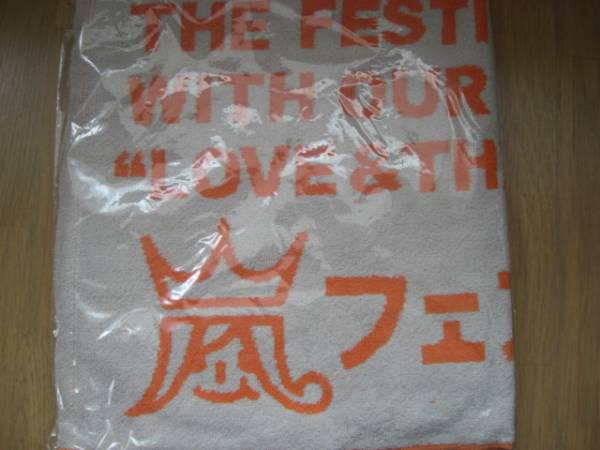 THE FESTI
WITH OUR
“LOVE & TH
嵐フェ